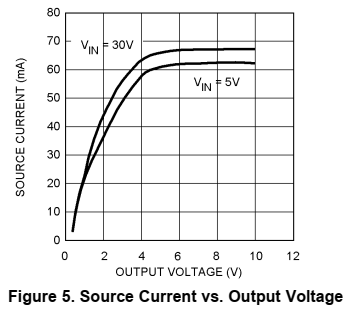 80
70
60
50
40
30
20
10
0
SOURCE CURRENT (mA)
VIN = 30V
VIN = 5V
0 2 4 6 8 10 12
OUTPUT VOLTAGE (V)
Figure 5. Source Current vs. Output Voltage